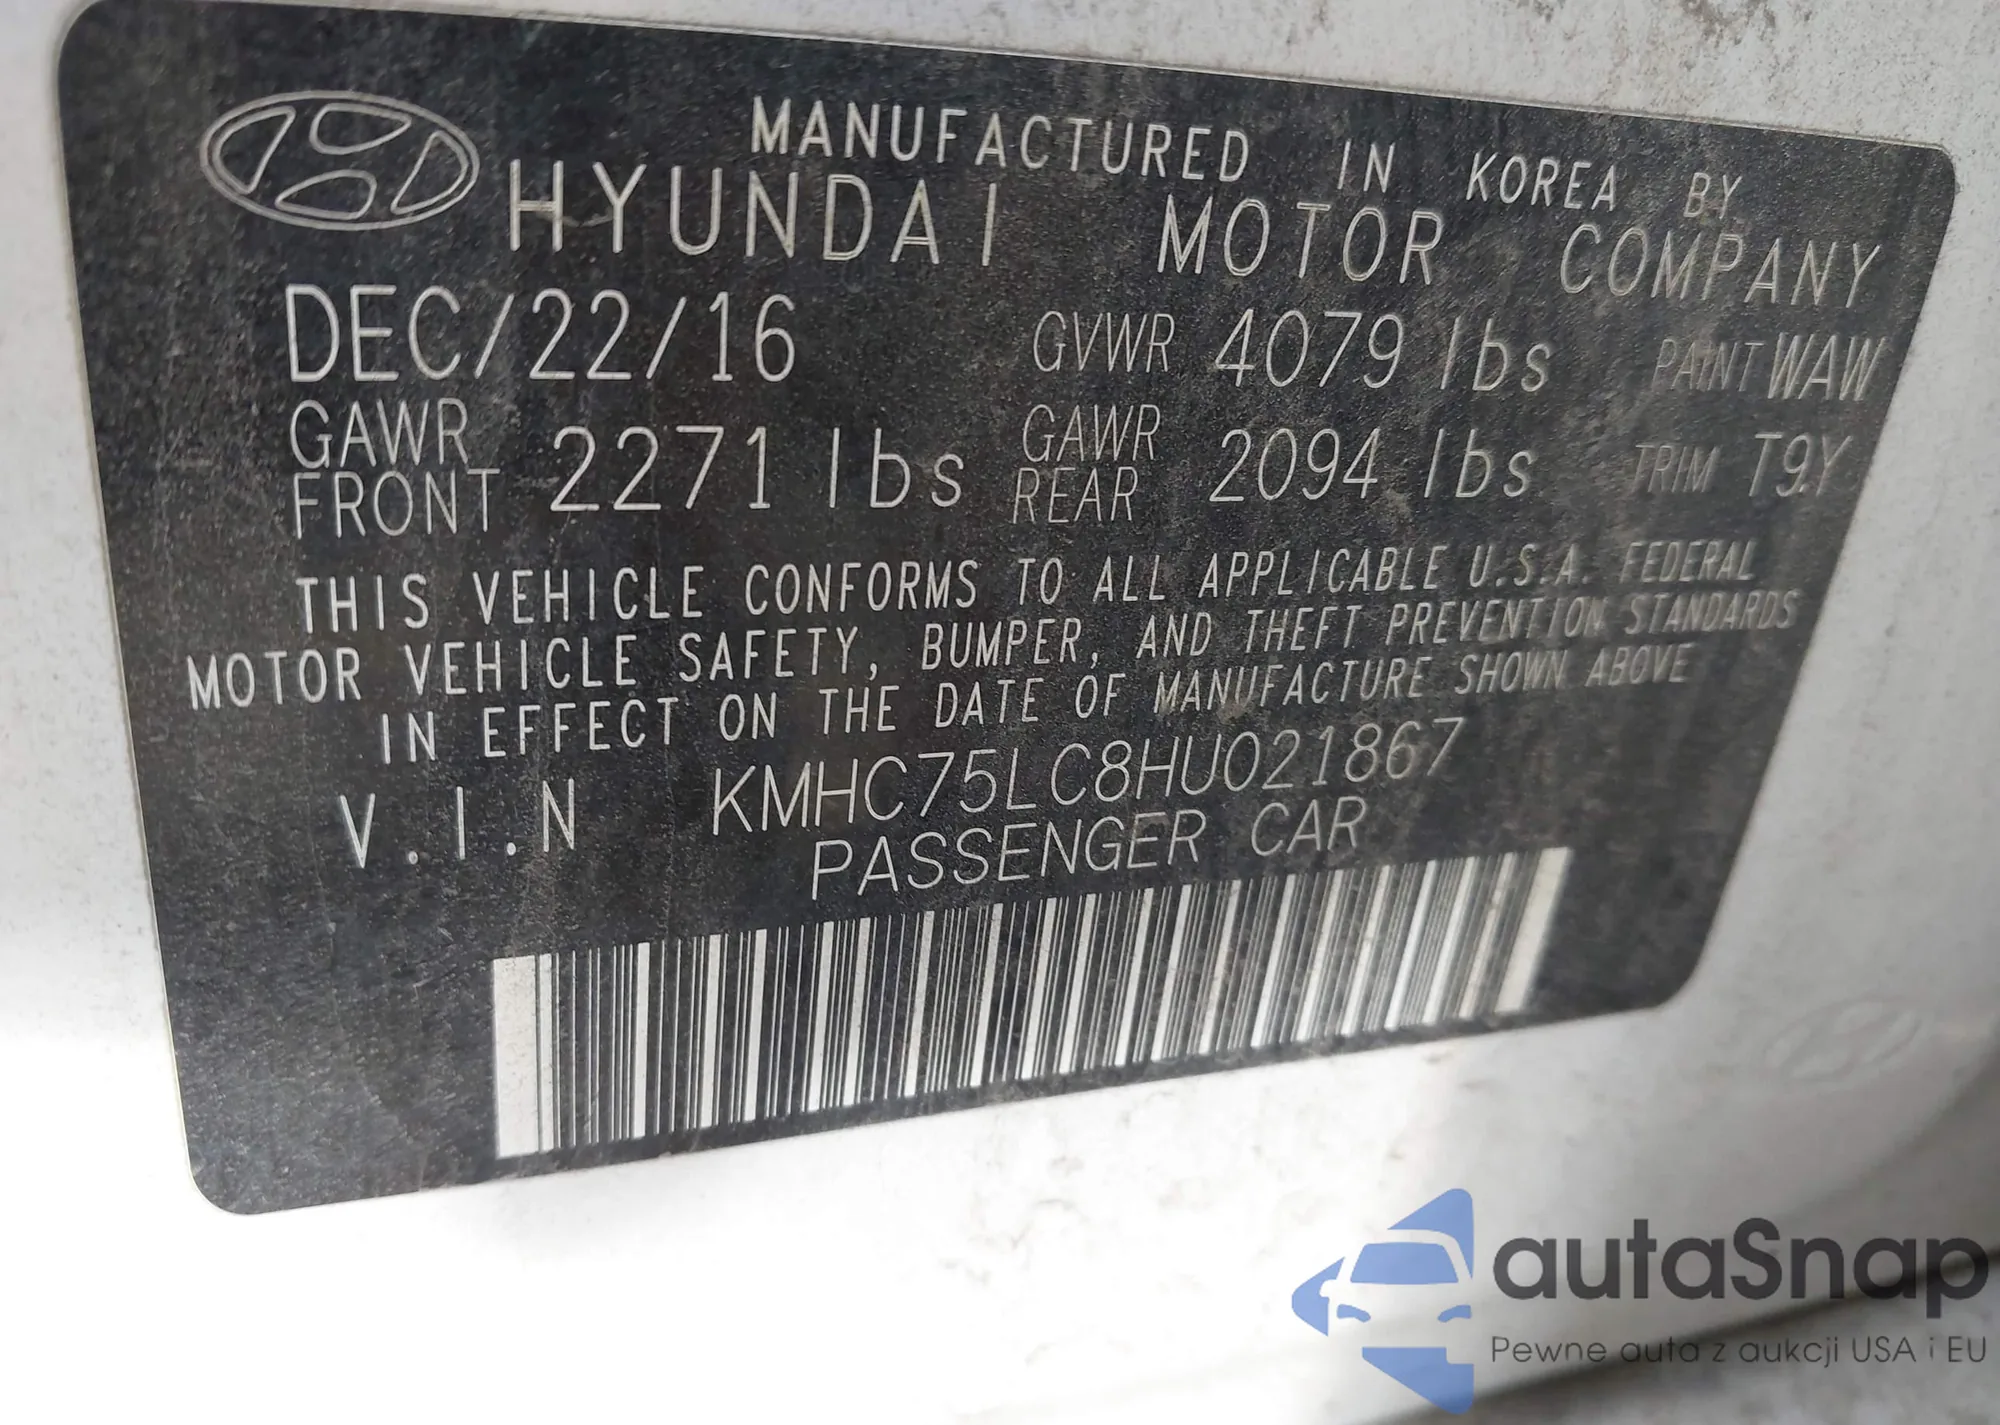 MANUFACTURED IN KOREA BY
HYUNDAI MOTOR COMPANY
DEC/22/16 GVWR 4079 lbs PAINT WAW
GAWR FRONT 2271 lbs GAWR REAR 2094 lbs TRIM T9Y
THIS VEHICLE CONFORMS TO ALL APPLICABLE U.S.A. FEDERAL
MOTOR VEHICLE SAFETY, BUMPER, AND THEFT PREVENTION STANDARDS
IN EFFECT ON THE DATE OF MANUFACTURE SHOWN ABOVE
V.I.N KMHC75LC8HU021867
PASSENGER CAR
autaSnap
Pewne auta z aukcji USA i EU